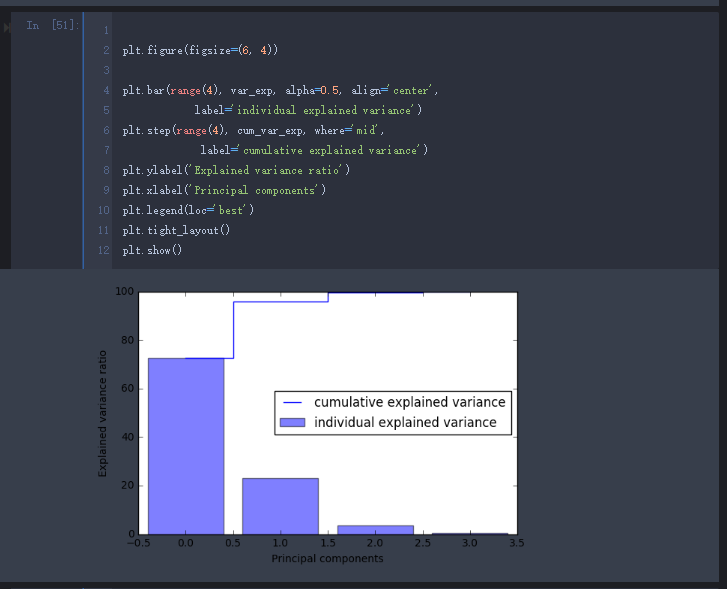 In [51]:
1
2 plt.figure(figsize=(6, 4))
3
4 plt.bar(range(4), var_exp, alpha=0.5, align='center',
5 label='individual explained variance')
6 plt.step(range(4), cum_var_exp, where='mid',
7 label='cumulative explained variance')
8 plt.ylabel('Explained variance ratio')
9 plt.xlabel('Principal components')
10 plt.legend(loc='best')
11 plt.tight_layout()
12 plt.show()
100
80
60
40
20
0
Explained variance ratio
cumulative explained variance
individual explained variance
−0.5 0.0 0.5 1.0 1.5 2.0 2.5 3.0 3.5
Principal components